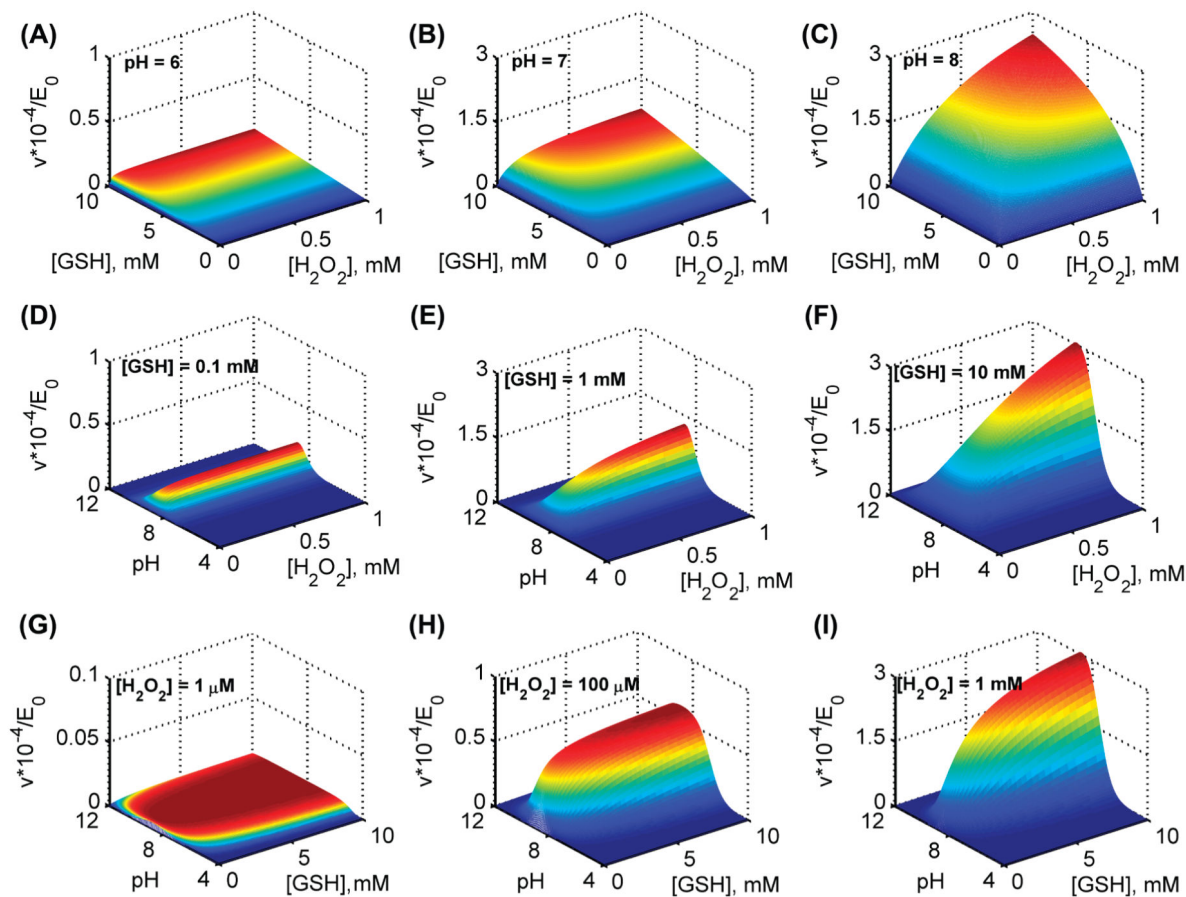 (A)
pH = 6
v*10⁻⁴/E₀
1
0.5
0
10
5
0
[GSH], mM
0
0.5
1
[H₂O₂], mM
(B)
pH = 7
v*10⁻⁴/E₀
3
1.5
0
10
5
0
[GSH], mM
0
0.5
1
[H₂O₂], mM
(C)
pH = 8
v*10⁻⁴/E₀
3
1.5
0
10
5
0
[GSH], mM
0
0.5
1
[H₂O₂], mM
(D)
[GSH] = 0.1 mM
v*10⁻⁴/E₀
1
0.5
0
12
8
4
pH
0
0.5
1
[H₂O₂], mM
(E)
[GSH] = 1 mM
v*10⁻⁴/E₀
3
1.5
0
12
8
4
pH
0
0.5
1
[H₂O₂], mM
(F)
[GSH] = 10 mM
v*10⁻⁴/E₀
3
1.5
0
12
8
4
pH
0
0.5
1
[H₂O₂], mM
(G)
[H₂O₂] = 1 μM
v*10⁻⁴/E₀
0.1
0.05
0
12
8
4
pH
0
5
10
[GSH],mM
(H)
[H₂O₂] = 100 μM
v*10⁻⁴/E₀
1
0.5
0
12
8
4
pH
0
5
10
[GSH], mM
(I)
[H₂O₂] = 1 mM
v*10⁻⁴/E₀
3
1.5
0
12
8
4
pH
0
5
10
[GSH], mM